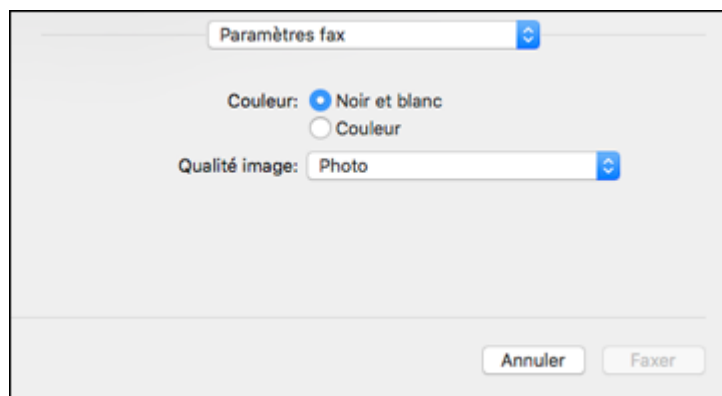 Paramètres fax
Couleur: Noir et blanc
Couleur
Qualité image: Photo
Annuler Faxer